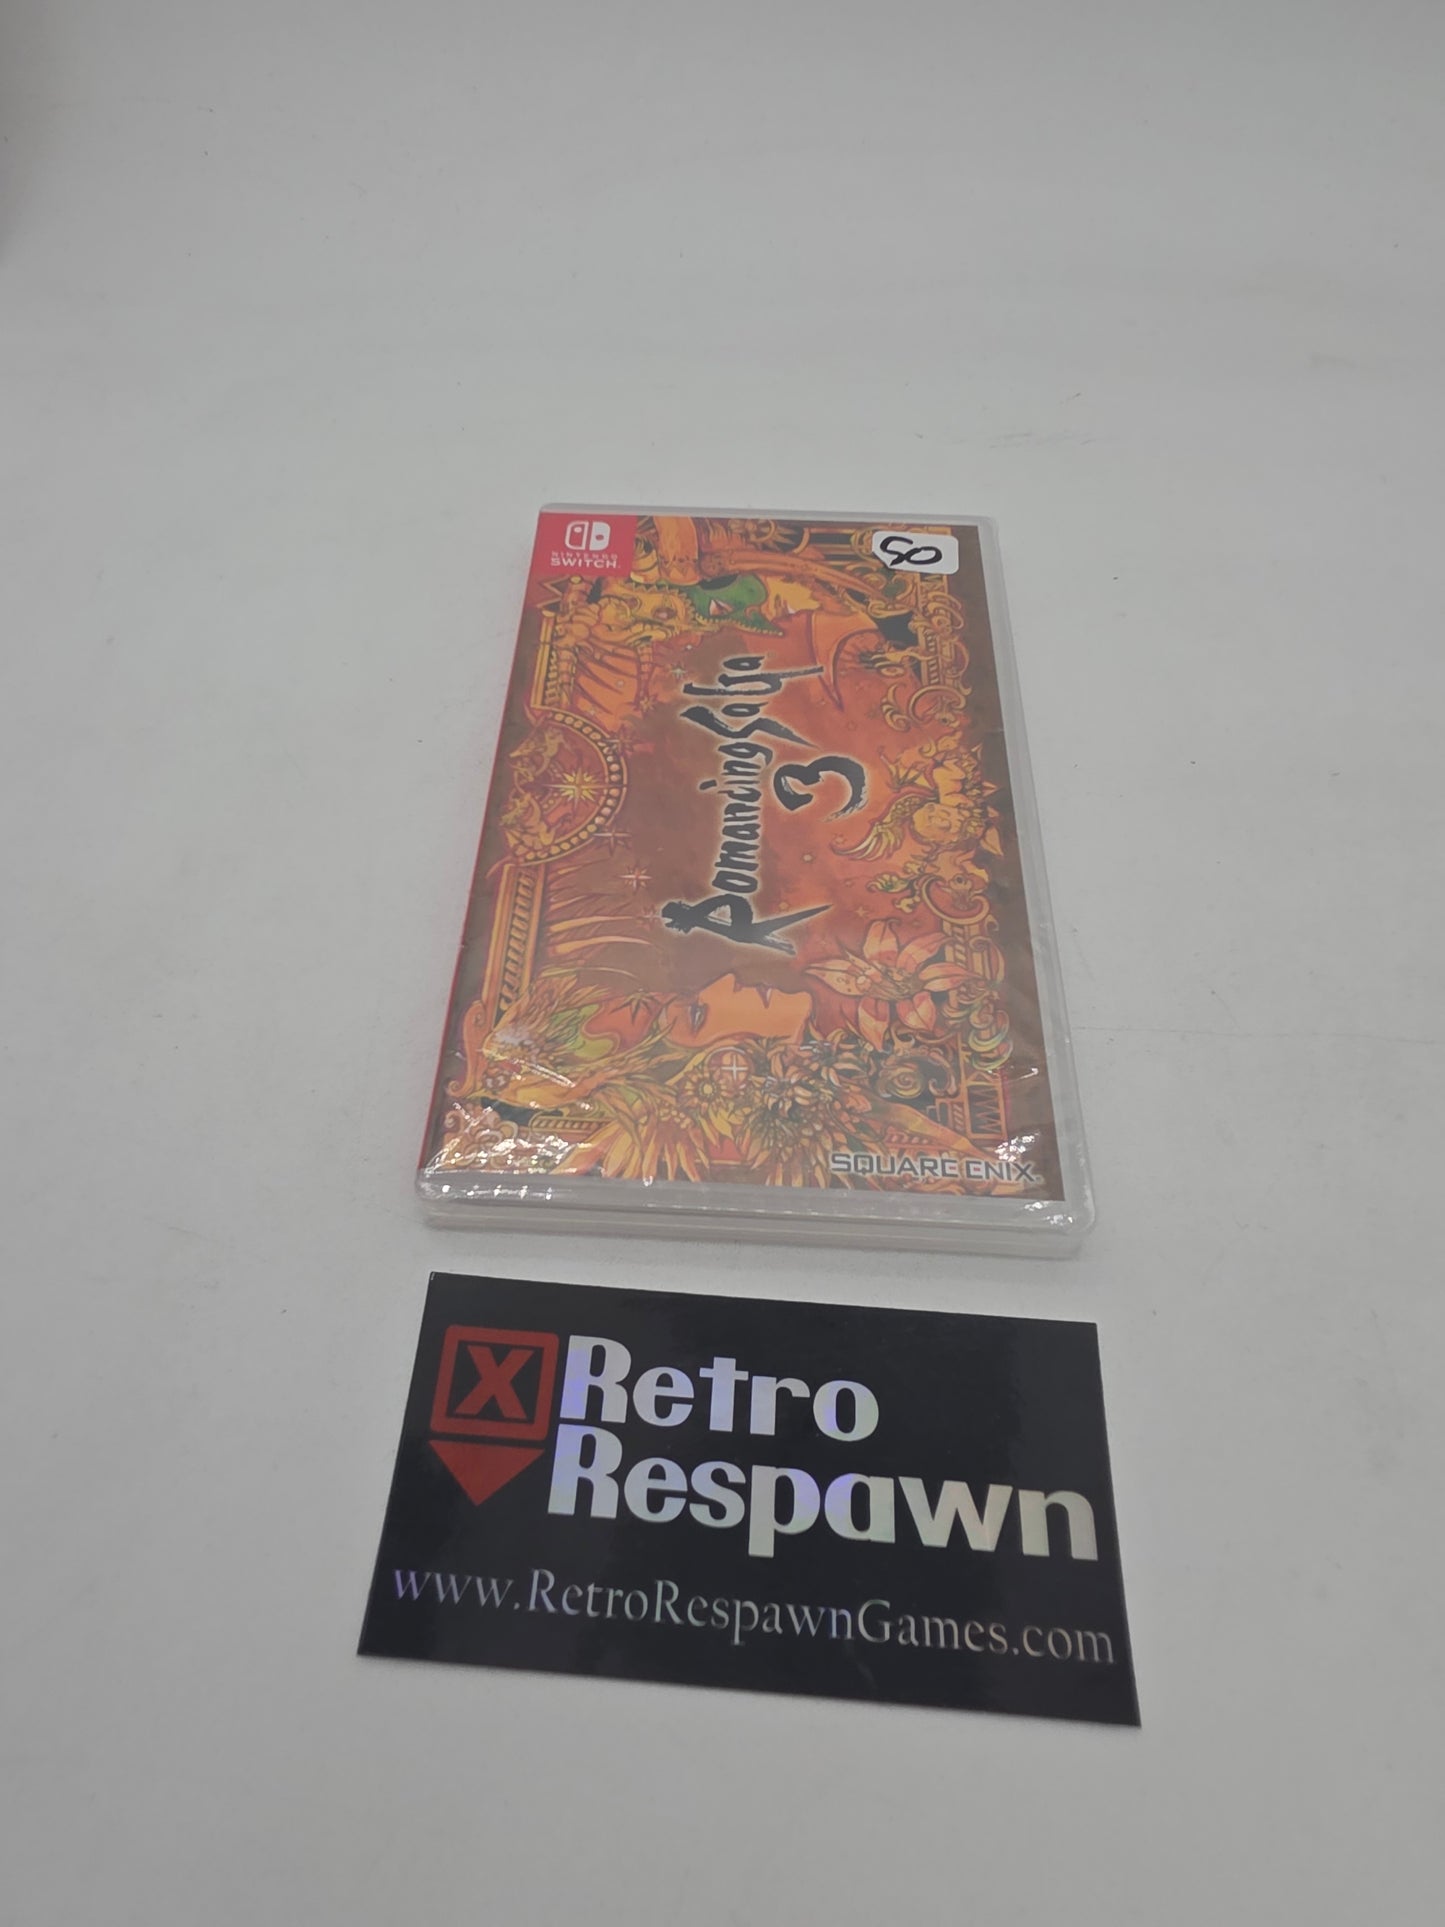 NINTENDO
SWITCH
50
Romancing SaGa
3
SQUARE ENIX
X Retro
Respawn
www.RetroRespawnGames.com